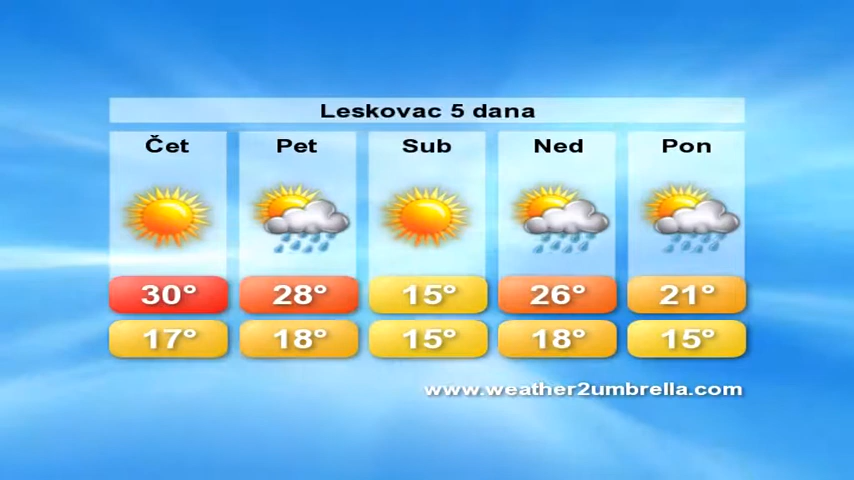 Leskovac 5 dana
Čet Pet Sub Ned Pon
30° 28° 15° 26° 21°
17° 18° 15° 18° 15°
www.weather2umbrella.com